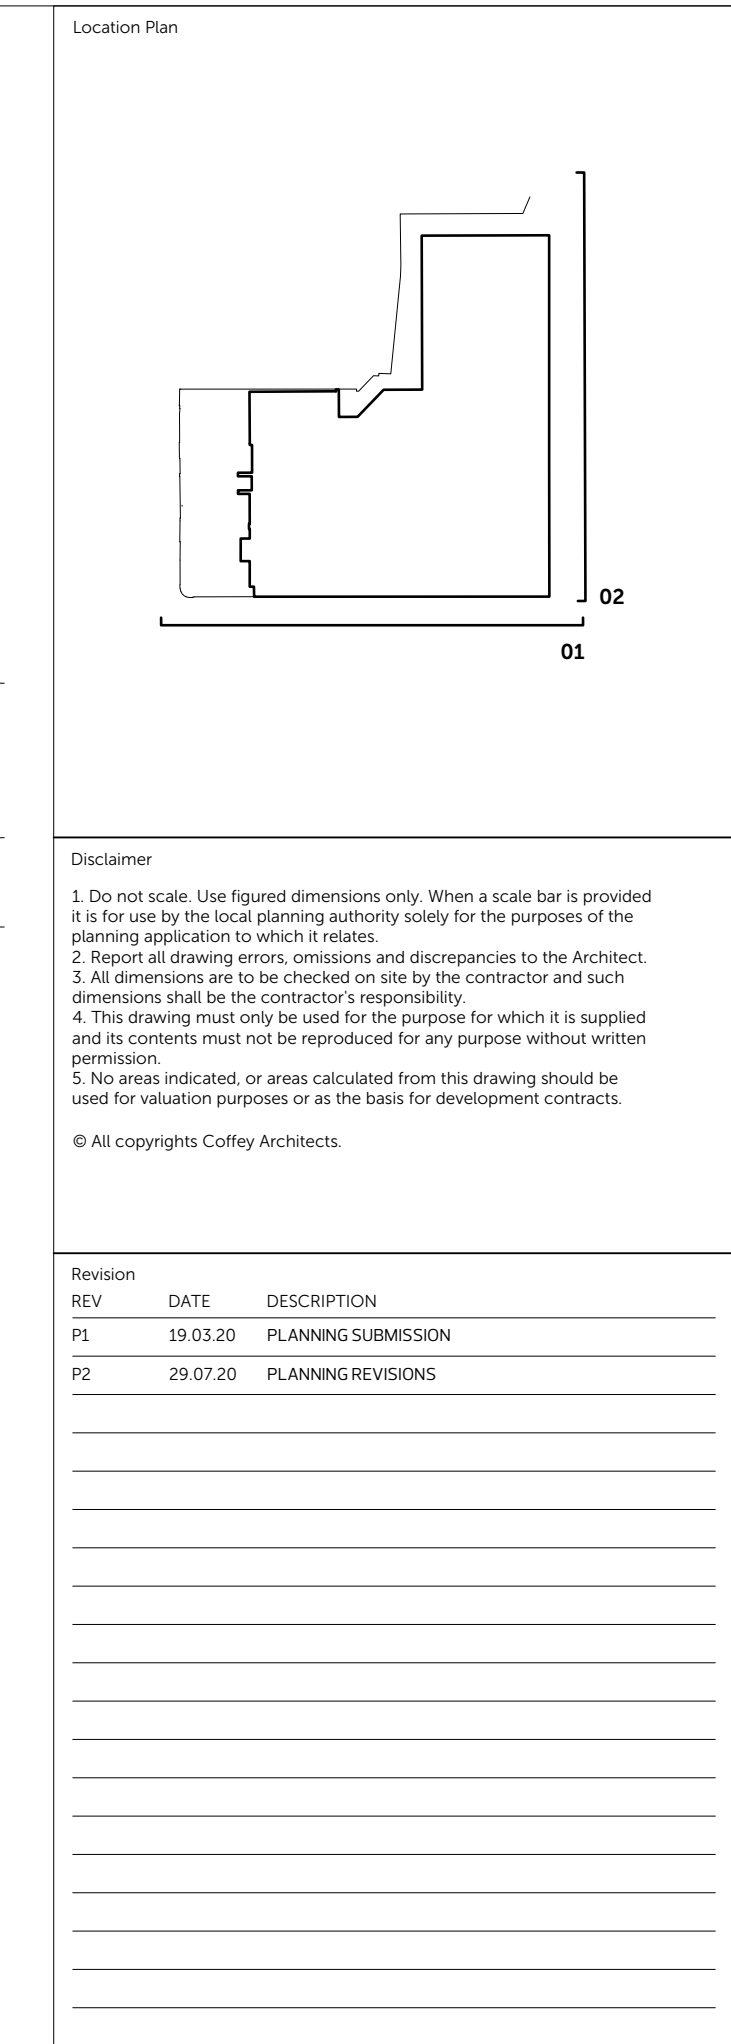 Location Plan
02
01
Disclaimer
1. Do not scale. Use figured dimensions only. When a scale bar is provided
it is for use by the local planning authority solely for the purposes of the
planning application to which it relates.
2. Report all drawing errors, omissions and discrepancies to the Architect.
3. All dimensions are to be checked on site by the contractor and such
dimensions shall be the contractor's responsibility.
4. This drawing must only be used for the purpose for which it is supplied
and its contents must not be reproduced for any purpose without written
permission.
5. No areas indicated, or areas calculated from this drawing should be
used for valuation purposes or as the basis for development contracts.
© All copyrights Coffey Architects.
Revision
REV DATE DESCRIPTION
P1 19.03.20 PLANNING SUBMISSION
P2 29.07.20 PLANNING REVISIONS